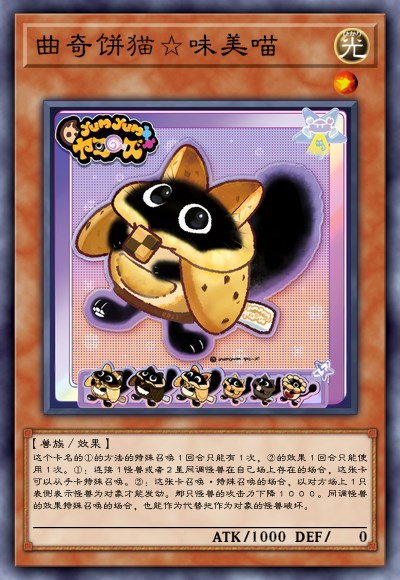 曲奇饼猫☆味美喵
光
yum yum
【兽族/效果】
这个卡名的①的方法的特殊召唤1回合只能有1次，②的效果1回合只能使
用1次。①：连接1怪兽或者2星同调怪兽在自己场上存在的场合，这张卡
可以从手卡特殊召唤。②：这张卡召唤·特殊召唤的场合，以对方场上1只
表侧表示怪兽为对象才能发动。那只怪兽的攻击力下降1000。同调怪兽
的效果特殊召唤的场合，也能作为代替把作为对象的怪兽破坏。
ATK/1000 DEF/ 0